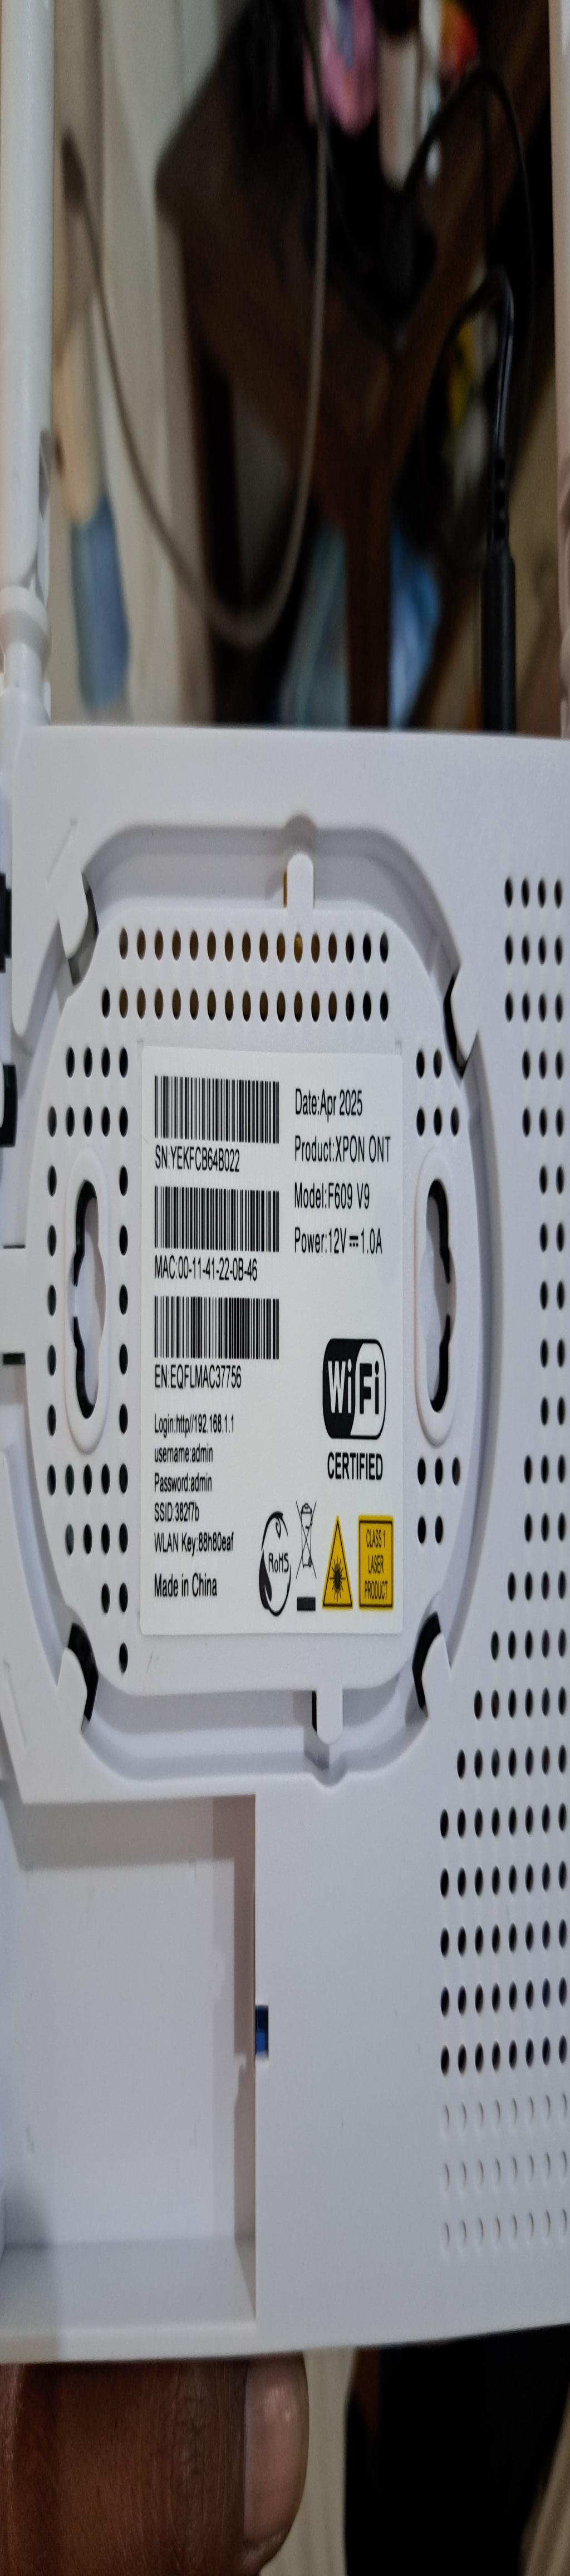 SN:YEKFCB64B022
MAC:00-11-41-22-0B-46
EN:EQFLMAC37756
Login:http//192.168.1.1
username:admin
Password:admin
SSID:382f7b
WLAN Key:88h80eaf
Made in China
Date:Apr 2025
Product:XPON ONT
Model:F609 V9
Power:12V⎓1.0A
WiFi
CERTIFIED
RoHS
CLASS 1
LASER
PRODUCT